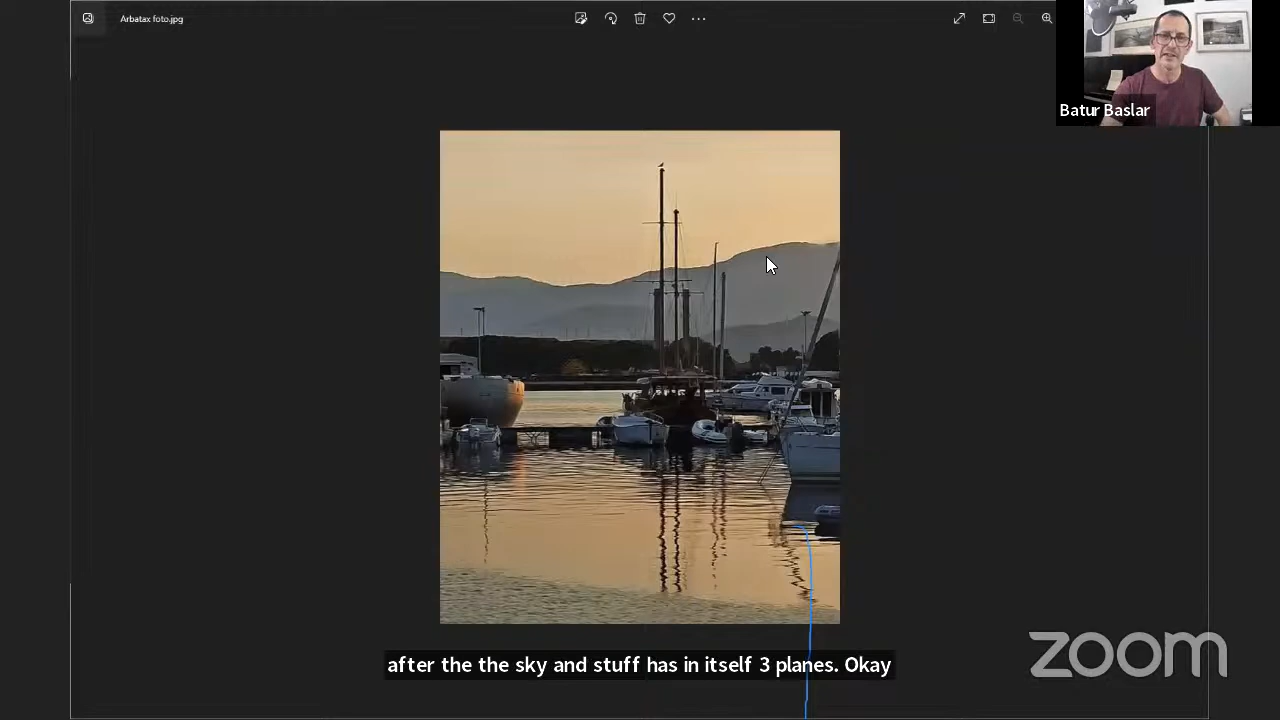 Arbatax foto.jpg
Batur Baslar
after the the sky and stuff has in itself 3 planes. Okay
zoom